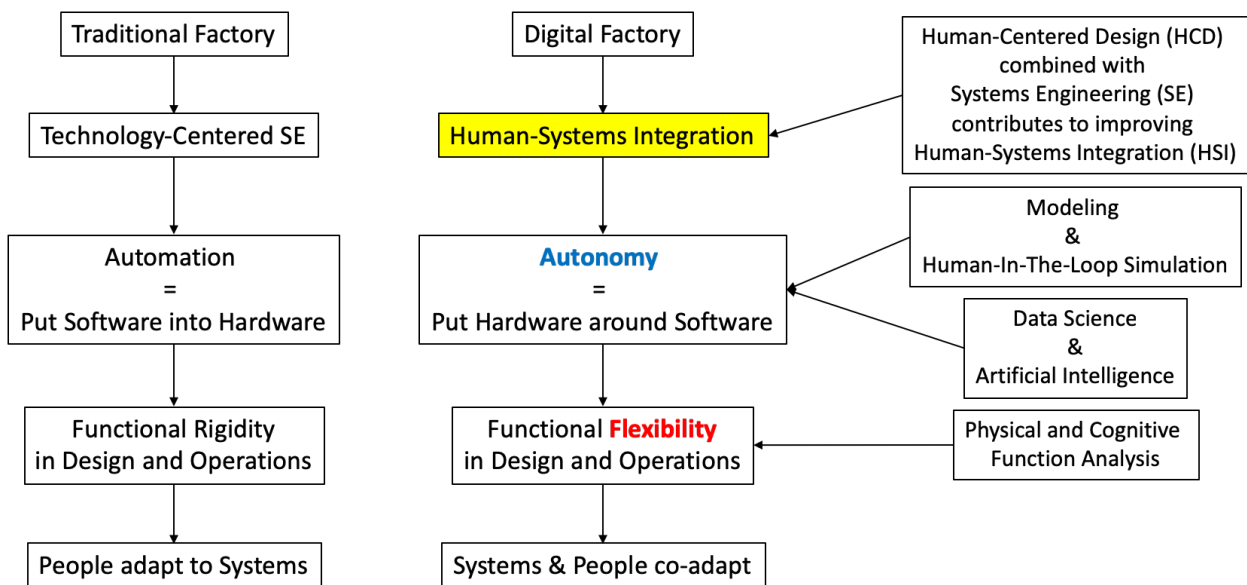 Traditional Factory
Technology-Centered SE
Automation
=
Put Software into Hardware
Functional Rigidity
in Design and Operations
People adapt to Systems
Digital Factory
Human-Systems Integration
Autonomy
=
Put Hardware around Software
Functional Flexibility
in Design and Operations
Systems & People co-adapt
Human-Centered Design (HCD)
combined with
Systems Engineering (SE)
contributes to improving
Human-Systems Integration (HSI)
Modeling
&
Human-In-The-Loop Simulation
Data Science
&
Artificial Intelligence
Physical and Cognitive
Function Analysis